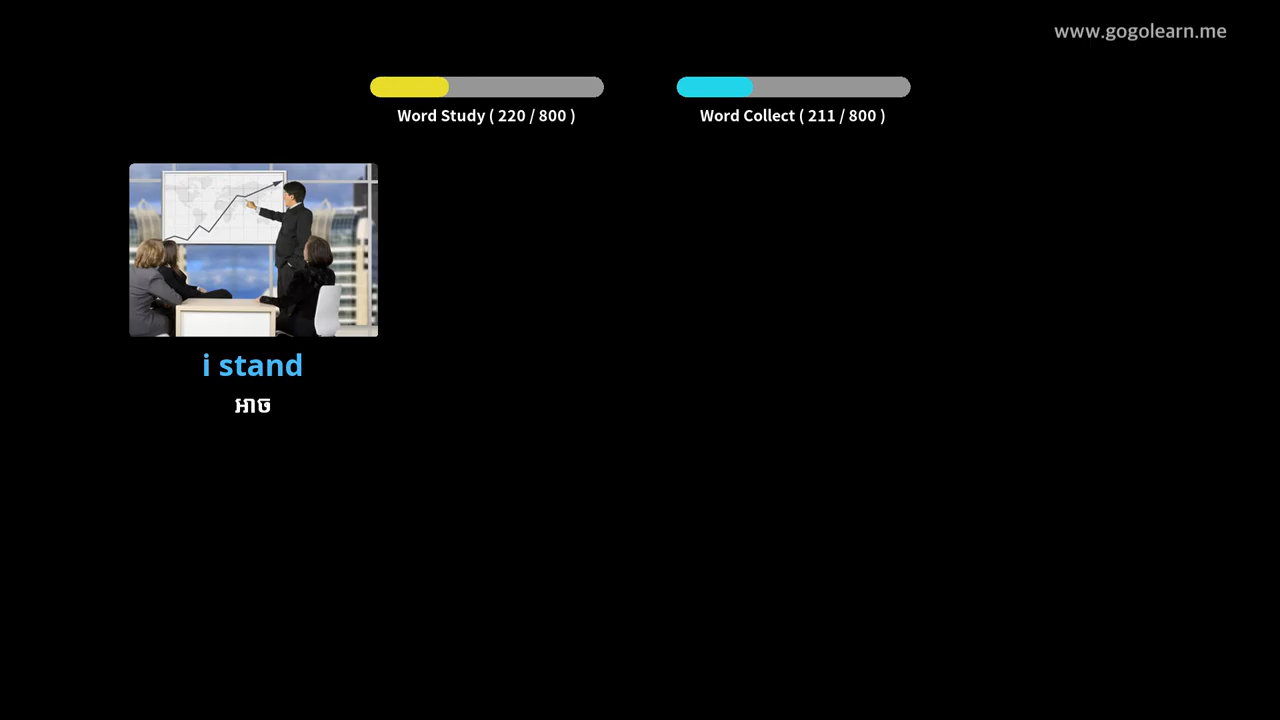 www.gogolearn.me
Word Study ( 220 / 800 )
Word Collect ( 211 / 800 )
i stand
អាច